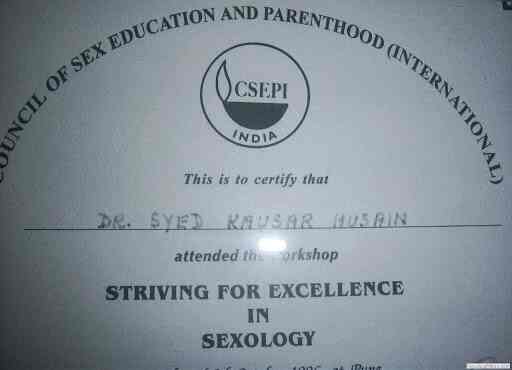 COUNCIL OF SEX EDUCATION AND PARENTHOOD (INTERNATIONAL)
CSEPI
INDIA
This is to certify that
DR. SYED KAUSAR HUSAIN
attended the workshop
STRIVING FOR EXCELLENCE
IN
SEXOLOGY